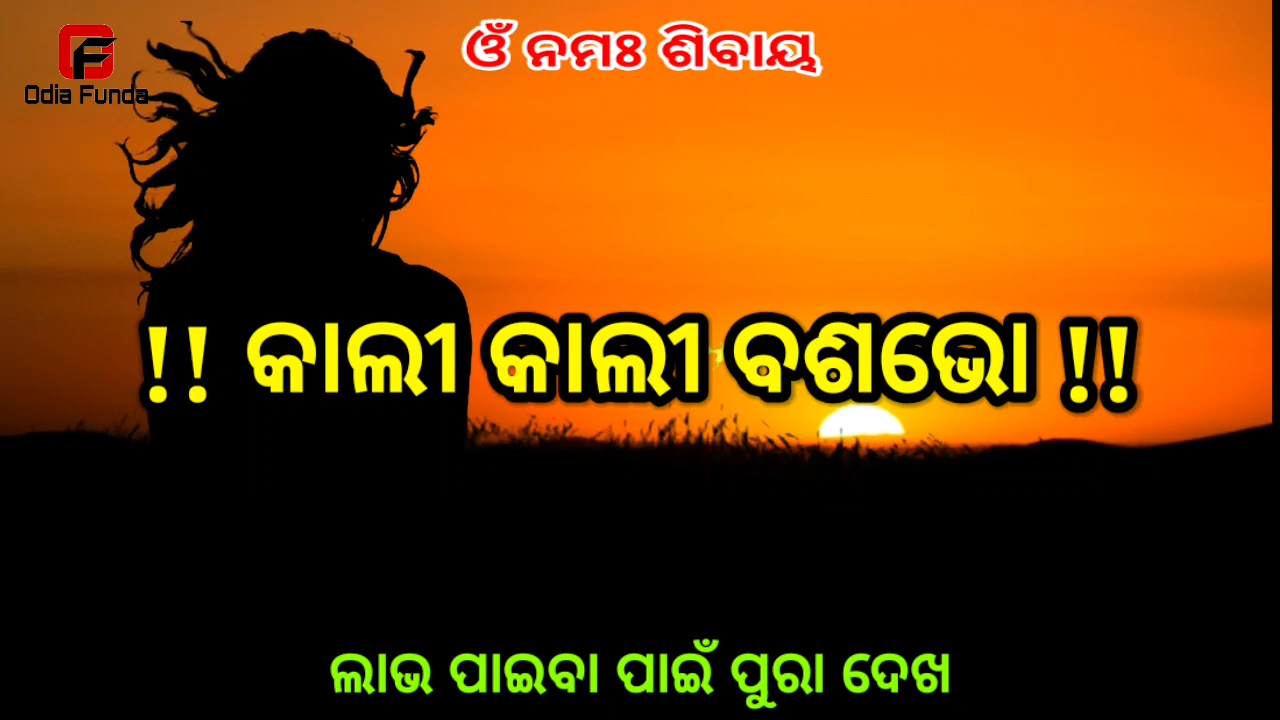 ଓଁ ନମଃ ଶିବାୟ
Odia Funda
!! କାଲୀ କାଲୀ ବଶଭୋ !!
ଲାଭ ପାଇବା ପାଇଁ ପୁରା ଦେଖ